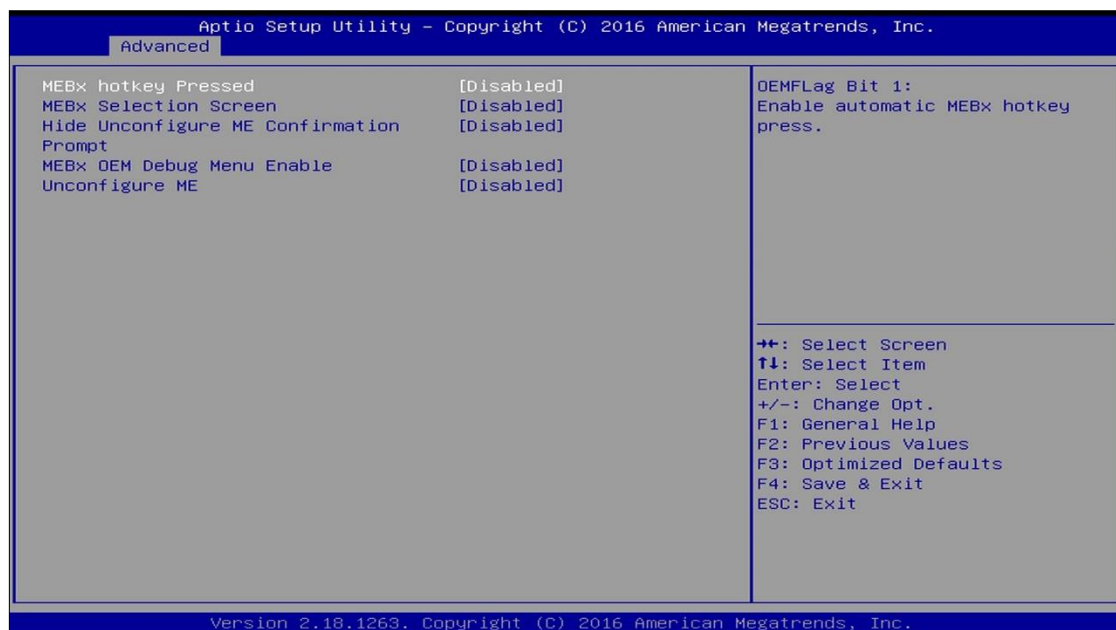 Aptio Setup Utility – Copyright (C) 2016 American Megatrends, Inc.
Advanced
MEBx hotkey Pressed [Disabled]
MEBx Selection Screen [Disabled]
Hide Unconfigure ME Confirmation [Disabled]
Prompt
MEBx OEM Debug Menu Enable [Disabled]
Unconfigure ME [Disabled]
OEMFLag Bit 1:
Enable automatic MEBx hotkey
press.
→←: Select Screen
↑↓: Select Item
Enter: Select
+/-: Change Opt.
F1: General Help
F2: Previous Values
F3: Optimized Defaults
F4: Save & Exit
ESC: Exit
Version 2.18.1263. Copyright (C) 2016 American Megatrends, Inc.